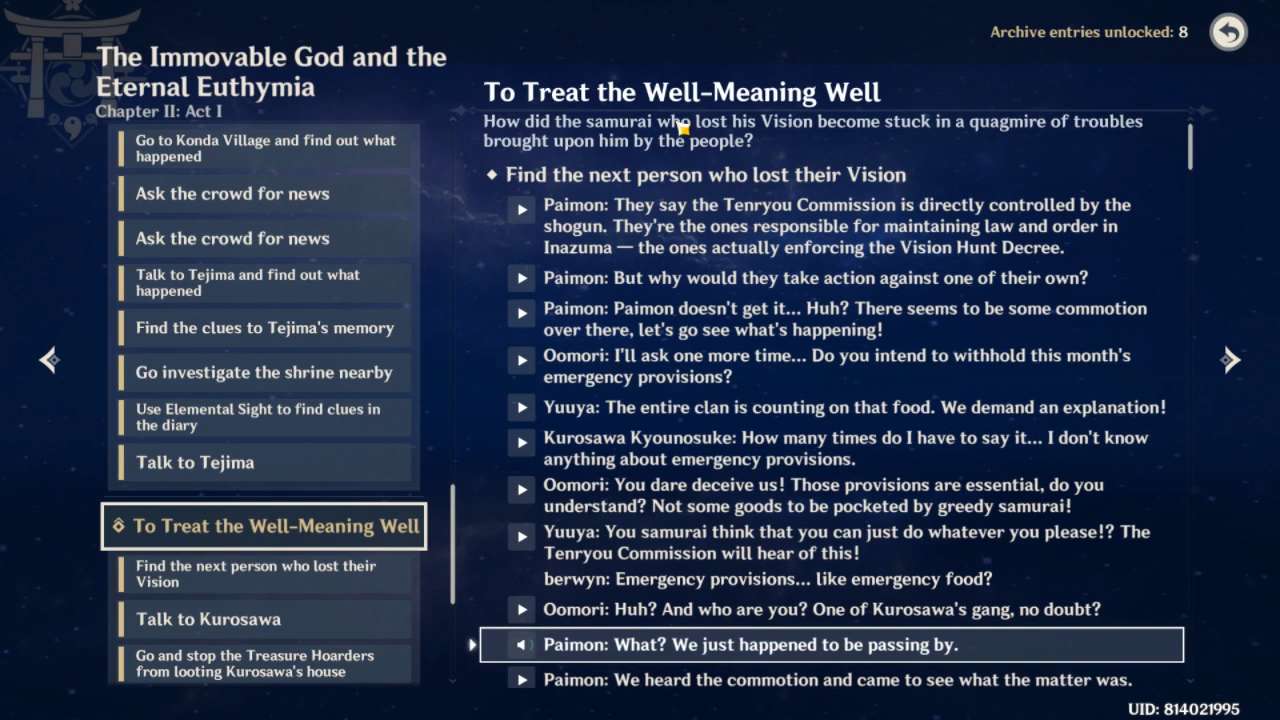 Archive entries unlocked: 8
The Immovable God and the
Eternal Euthymia
Chapter II: Act I
Go to Konda Village and find out what
happened
Ask the crowd for news
Ask the crowd for news
Talk to Tejima and find out what
happened
Find the clues to Tejima's memory
Go investigate the shrine nearby
Use Elemental Sight to find clues in
the diary
Talk to Tejima
To Treat the Well-Meaning Well
Find the next person who lost their
Vision
Talk to Kurosawa
Go and stop the Treasure Hoarders
from looting Kurosawa's house
To Treat the Well-Meaning Well
How did the samurai who lost his Vision become stuck in a quagmire of troubles
brought upon him by the people?
Find the next person who lost their Vision
Paimon: They say the Tenryou Commission is directly controlled by the
shogun. They're the ones responsible for maintaining law and order in
Inazuma — the ones actually enforcing the Vision Hunt Decree.
Paimon: But why would they take action against one of their own?
Paimon: Paimon doesn't get it... Huh? There seems to be some commotion
over there, let's go see what's happening!
Oomori: I'll ask one more time... Do you intend to withhold this month's
emergency provisions?
Yuuya: The entire clan is counting on that food. We demand an explanation!
Kurosawa Kyounosuke: How many times do I have to say it... I don't know
anything about emergency provisions.
Oomori: You dare deceive us! Those provisions are essential, do you
understand? Not some goods to be pocketed by greedy samurai!
Yuuya: You samurai think that you can just do whatever you please!? The
Tenryou Commission will hear of this!
berwyn: Emergency provisions... like emergency food?
Oomori: Huh? And who are you? One of Kurosawa's gang, no doubt?
Paimon: What? We just happened to be passing by.
Paimon: We heard the commotion and came to see what the matter was.
UID: 814021995